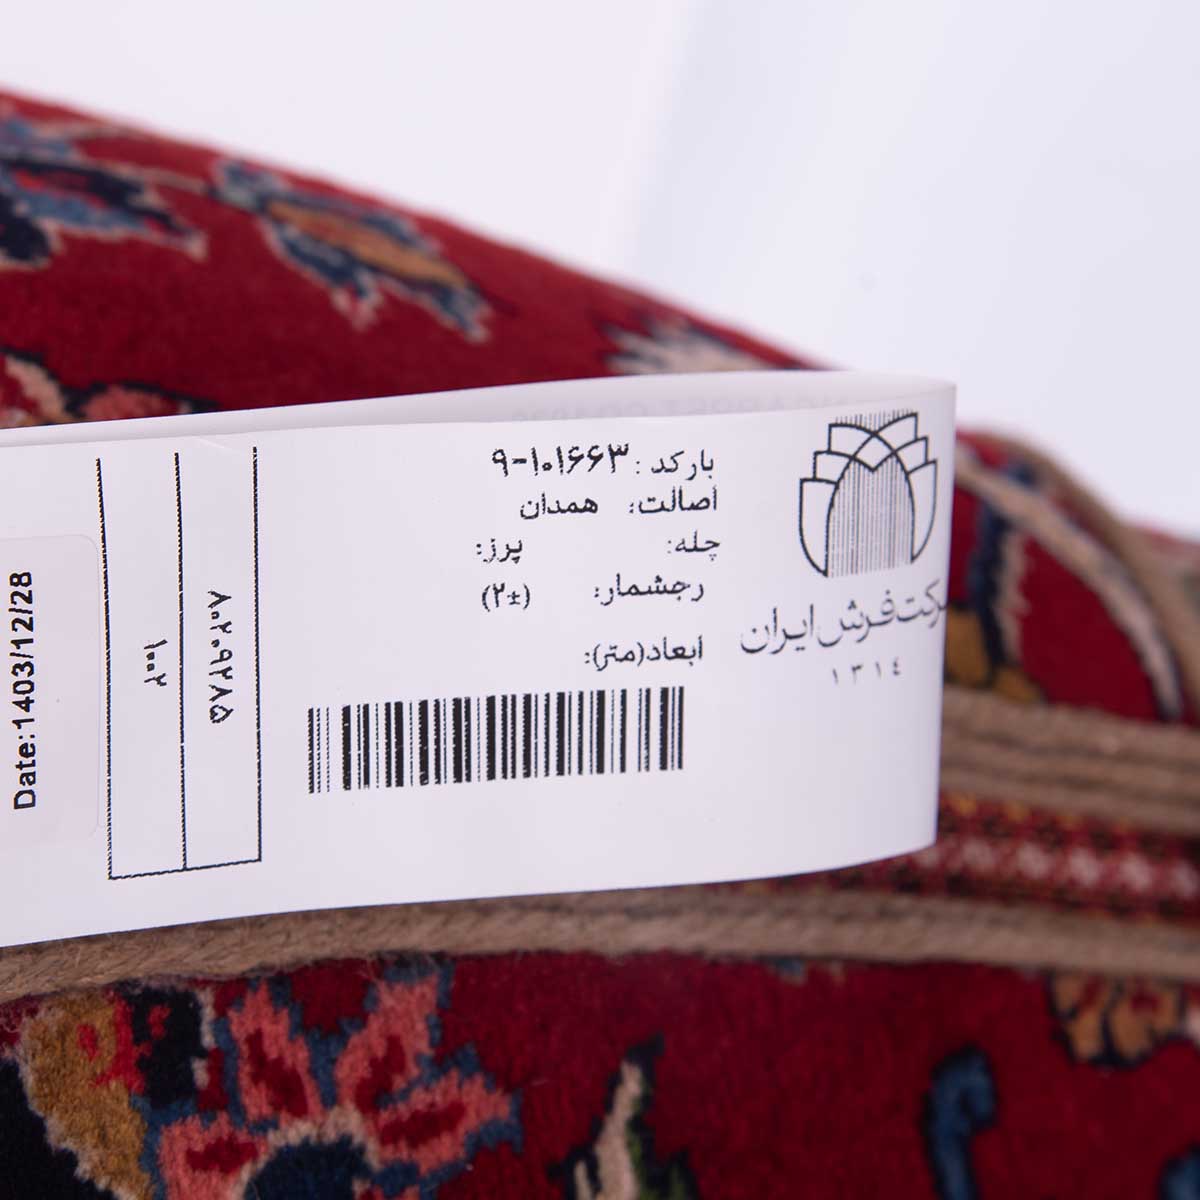 بارکد: ۹-۱۰۱۶۶۳
اصالت: همدان
چله: پرز:
رجشمار: (±۲)
ابعاد(متر):
شرکت فرش ایران
۱۳۱۴
۸۰۲۰۹۲۸۵
۱۰۰۲
Date:1403/12/28